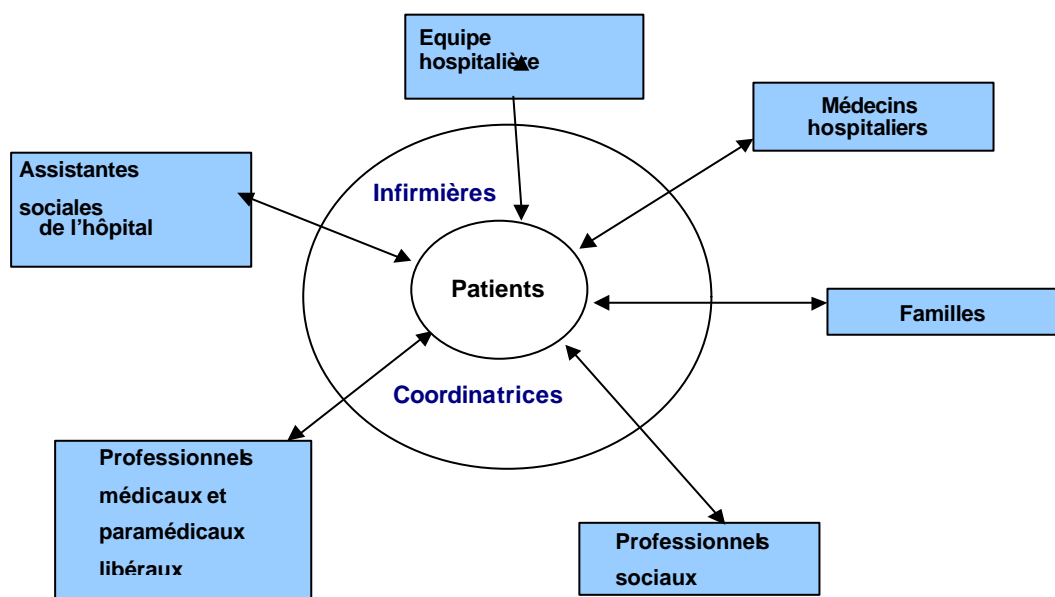 Equipe
hospitalière
Médecins
hospitaliers
Assistantes
sociales
de l'hôpital
Infirmières
Patients
Familles
Coordinatrices
Professionnels
médicaux et
paramédicaux
libéraux
Professionnels
sociaux